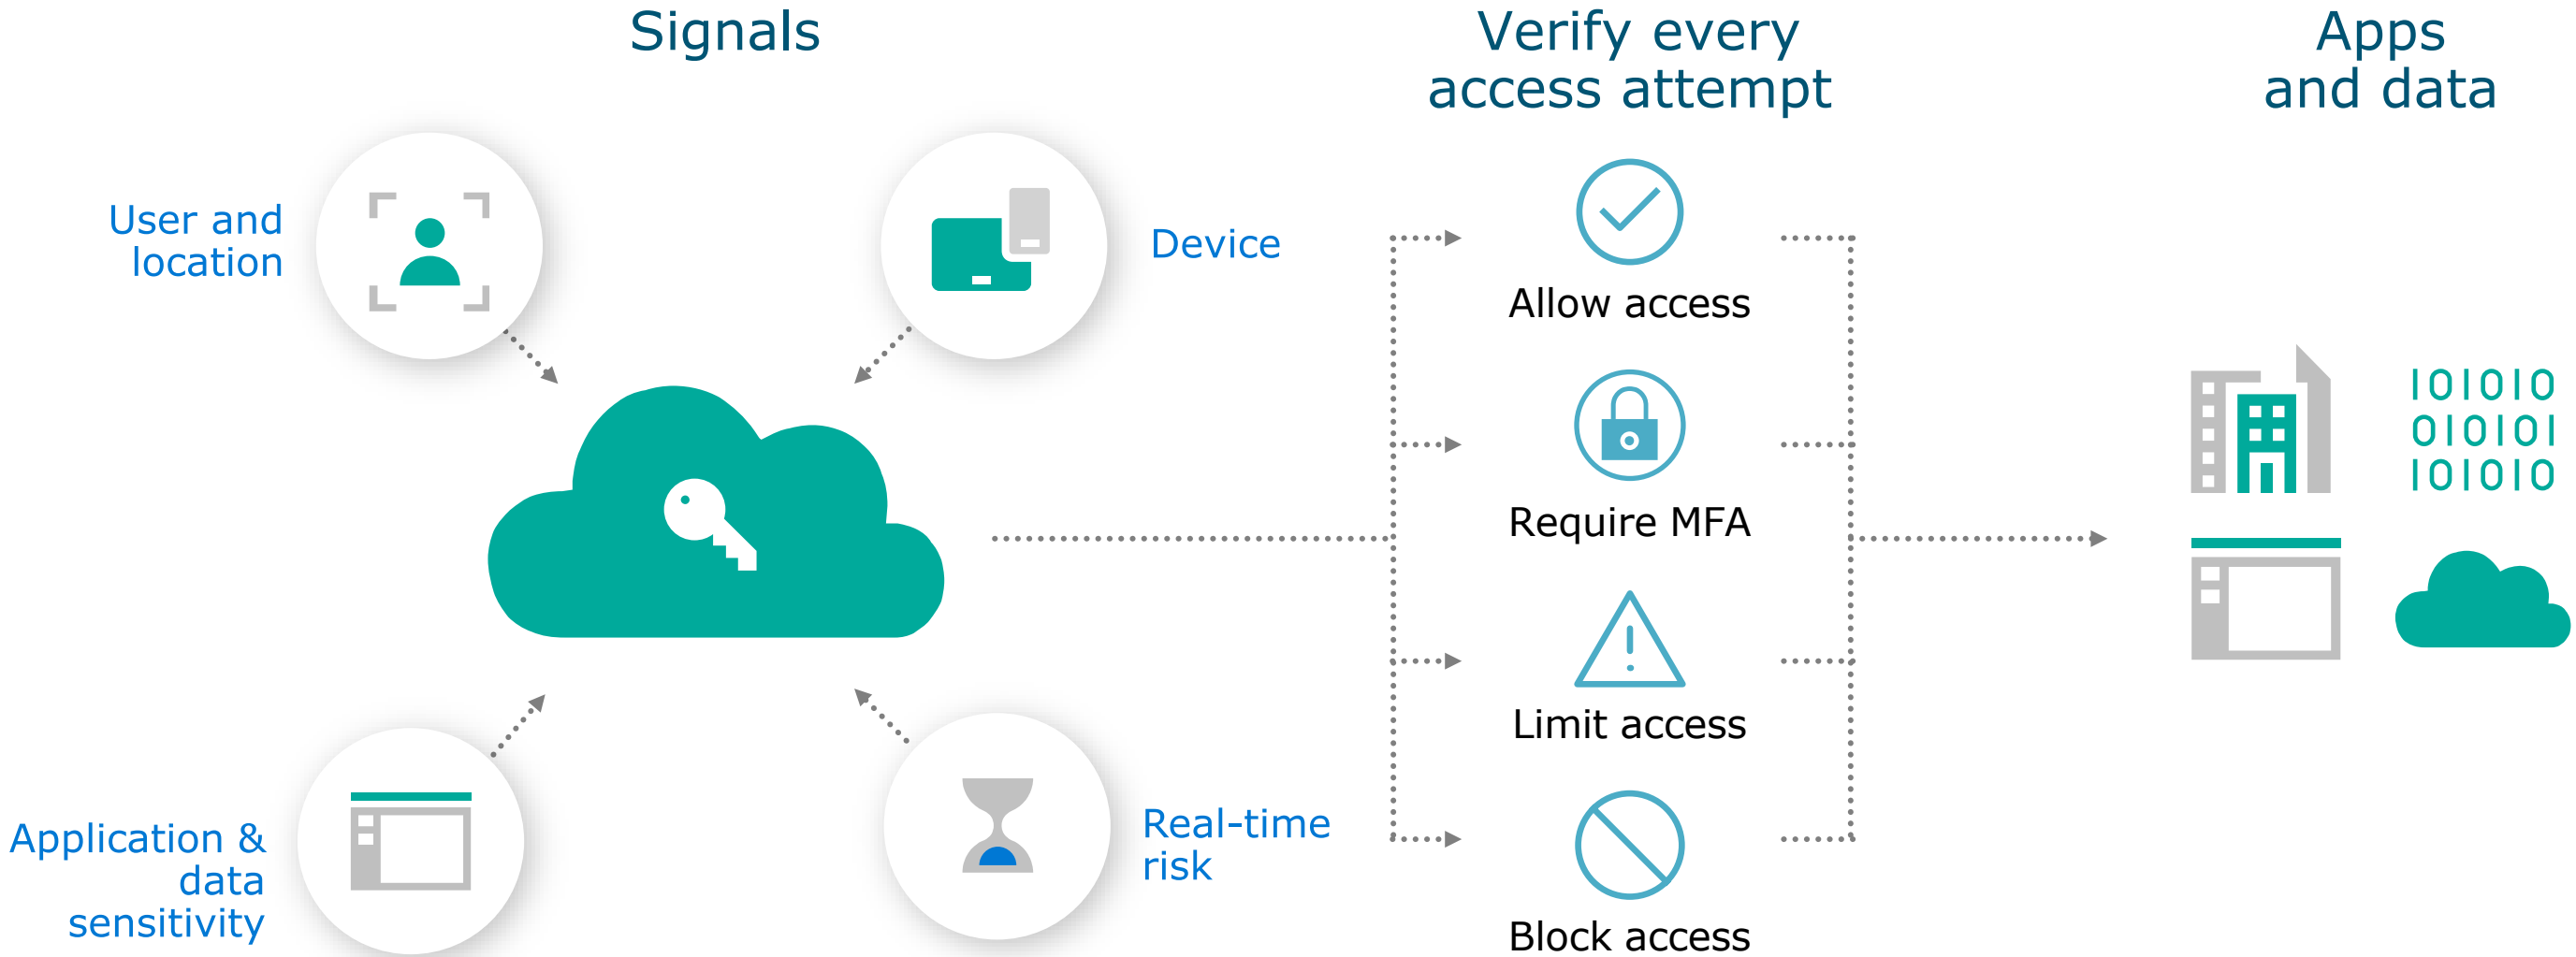 Signals
Verify every
access attempt
Apps
and data
User and
location
Device
Application &
data
sensitivity
Real-time
risk
Allow access
Require MFA
Limit access
Block access
101010
010101
101010